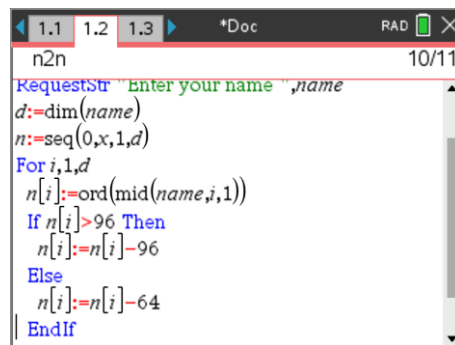 1.1 1.2 1.3 *Doc RAD
n2n 10/11
RequestStr "Enter your name ",name
d:=dim(name)
n:=seq(0,x,1,d)
For i,1,d
n[i]:=ord(mid(name,i,1))
If n[i]>96 Then
n[i]:=n[i]−96
Else
n[i]:=n[i]−64
EndIf